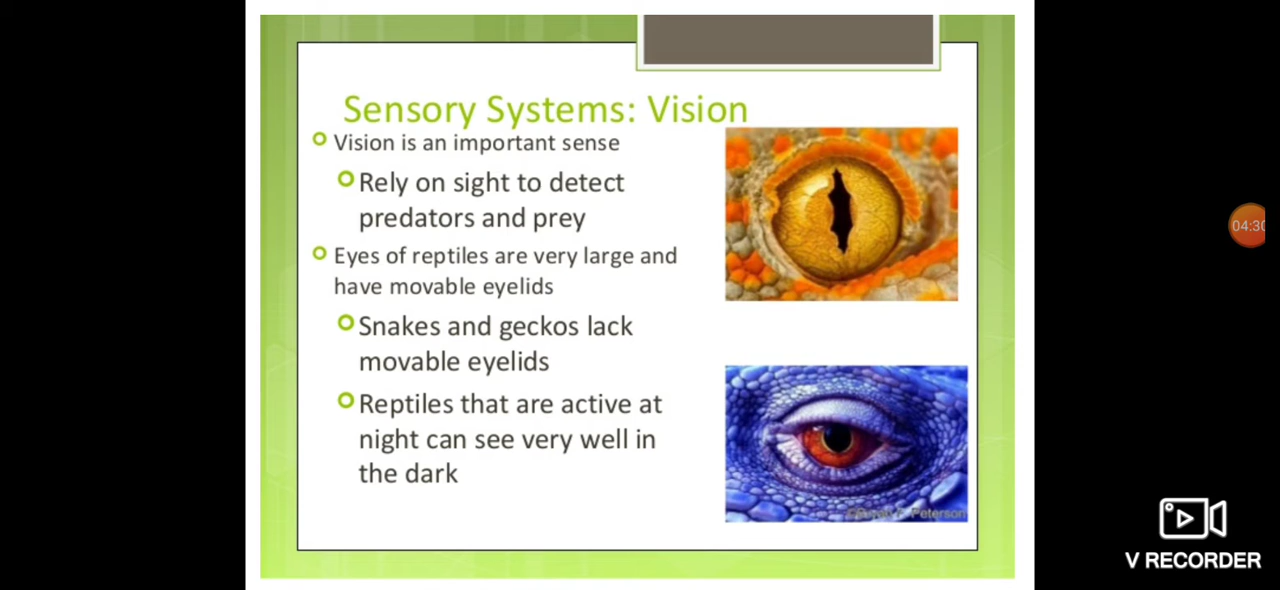 Sensory Systems: Vision
Vision is an important sense
Rely on sight to detect
predators and prey
Eyes of reptiles are very large and
have movable eyelids
Snakes and geckos lack
movable eyelids
Reptiles that are active at
night can see very well in
the dark
Peterson
04:30
V RECORDER